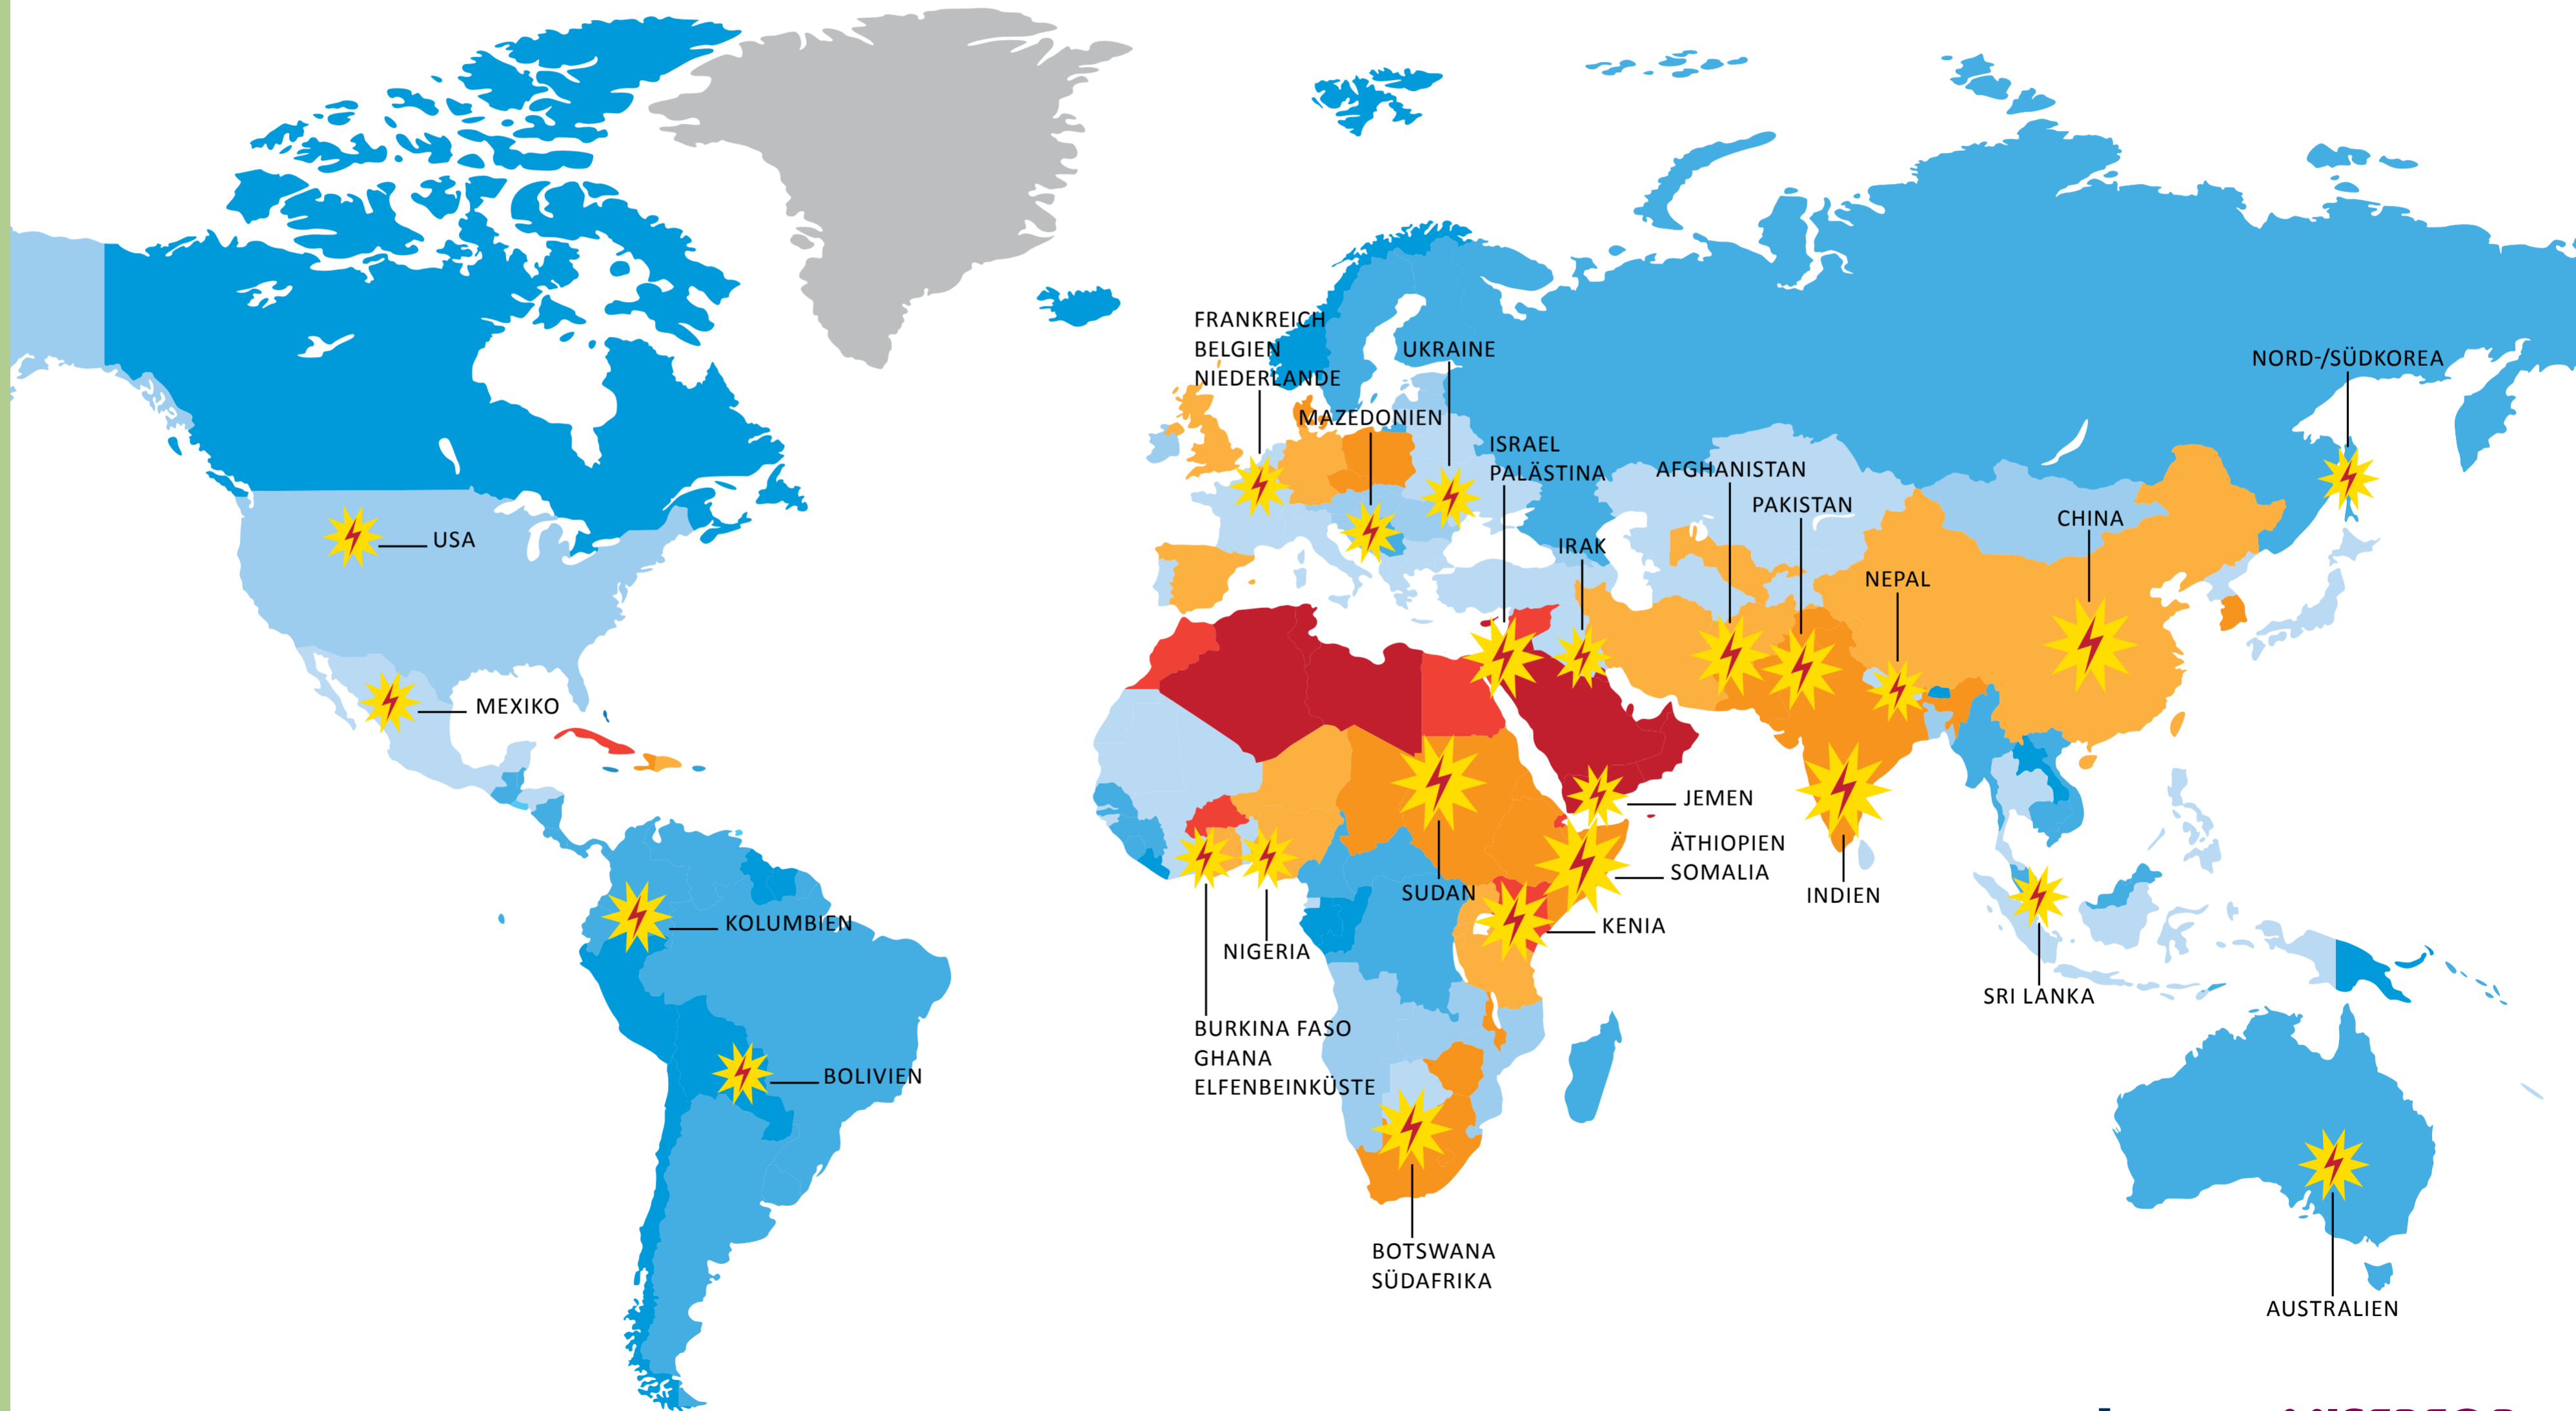 FRANKREICH
BELGIEN
NIEDERLANDE
UKRAINE
NORD-/SÜDKOREA
MAZEDONIEN
ISRAEL
PALÄSTINA
AFGHANISTAN
PAKISTAN
CHINA
USA
IRAK
NEPAL
MEXIKO
JEMEN
ÄTHIOPIEN
SOMALIA
SUDAN
INDIEN
KOLUMBIEN
KENIA
NIGERIA
SRI LANKA
BURKINA FASO
GHANA
ELFENBEINKÜSTE
BOLIVIEN
BOTSWANA
SÜDAFRIKA
AUSTRALIEN